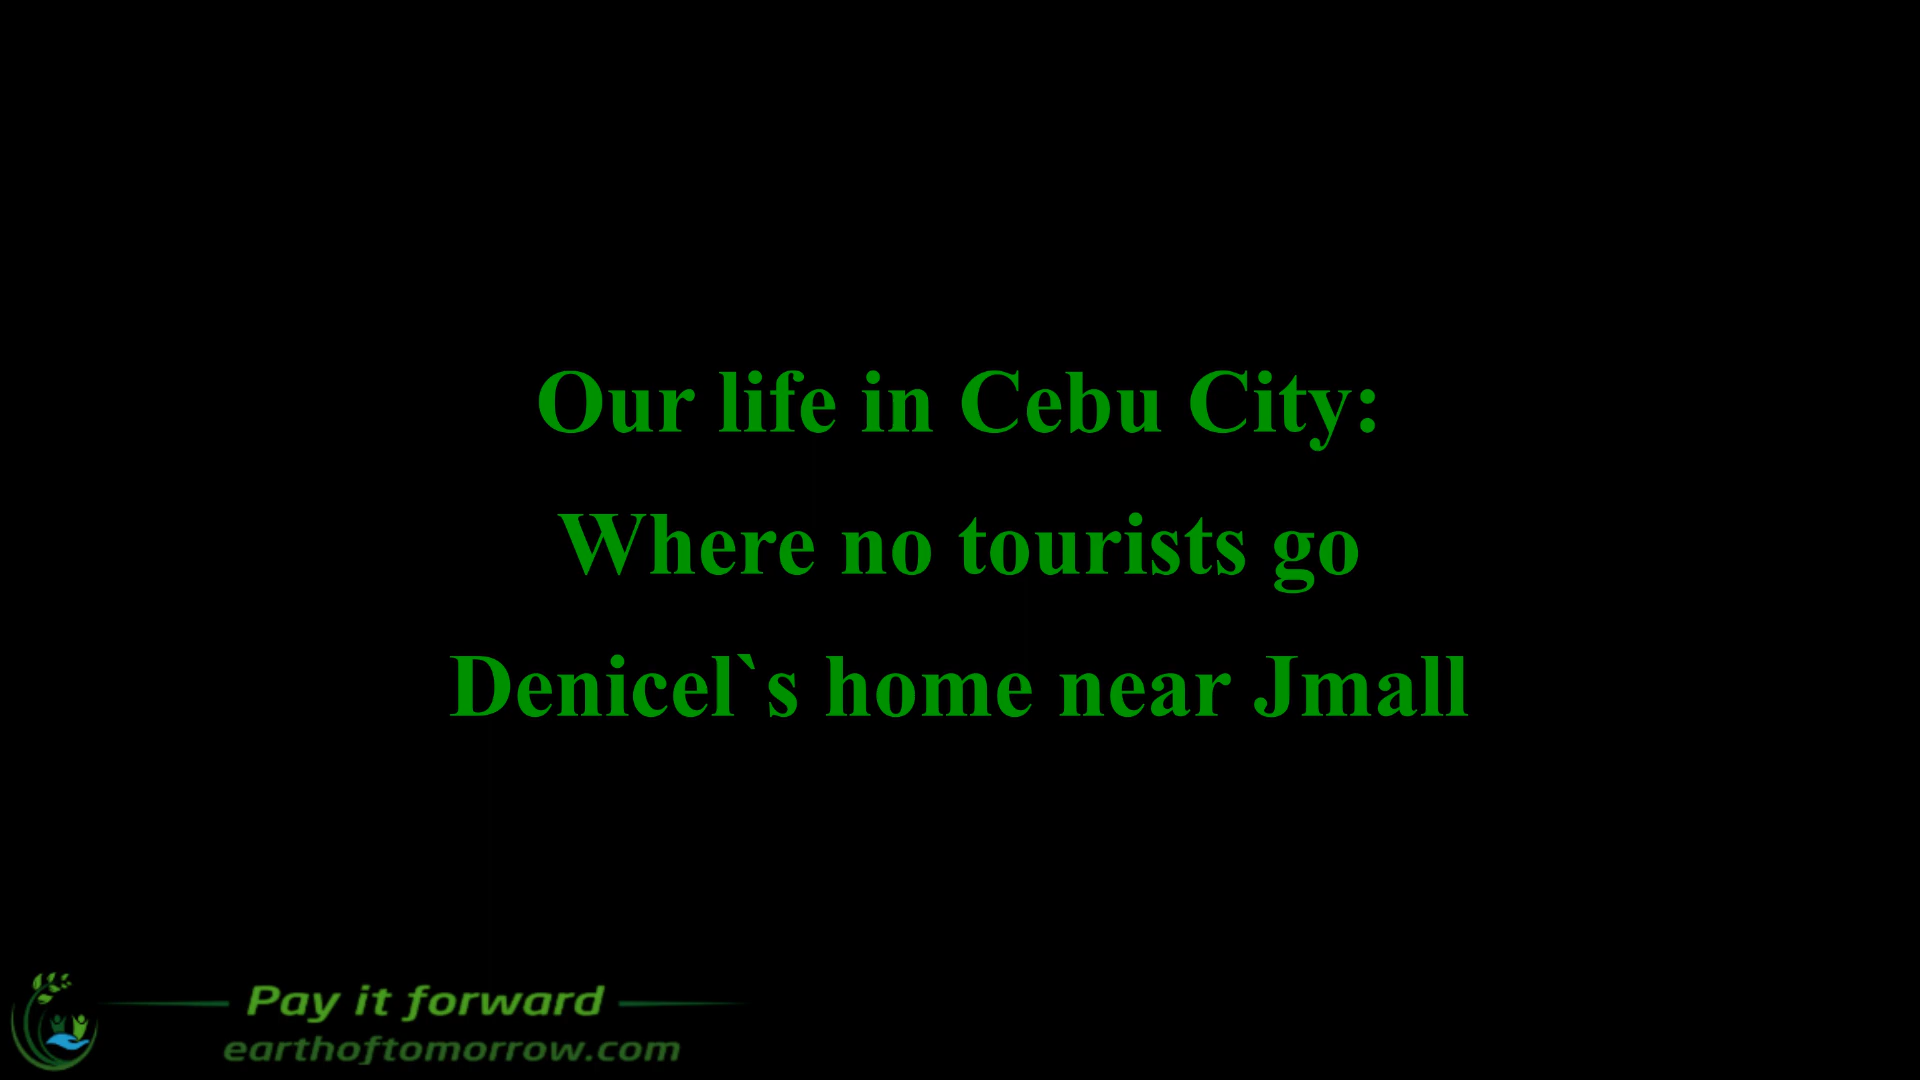 Our life in Cebu City:
Where no tourists go
Denicel`s home near Jmall
Pay it forward
earthoftomorrow.com